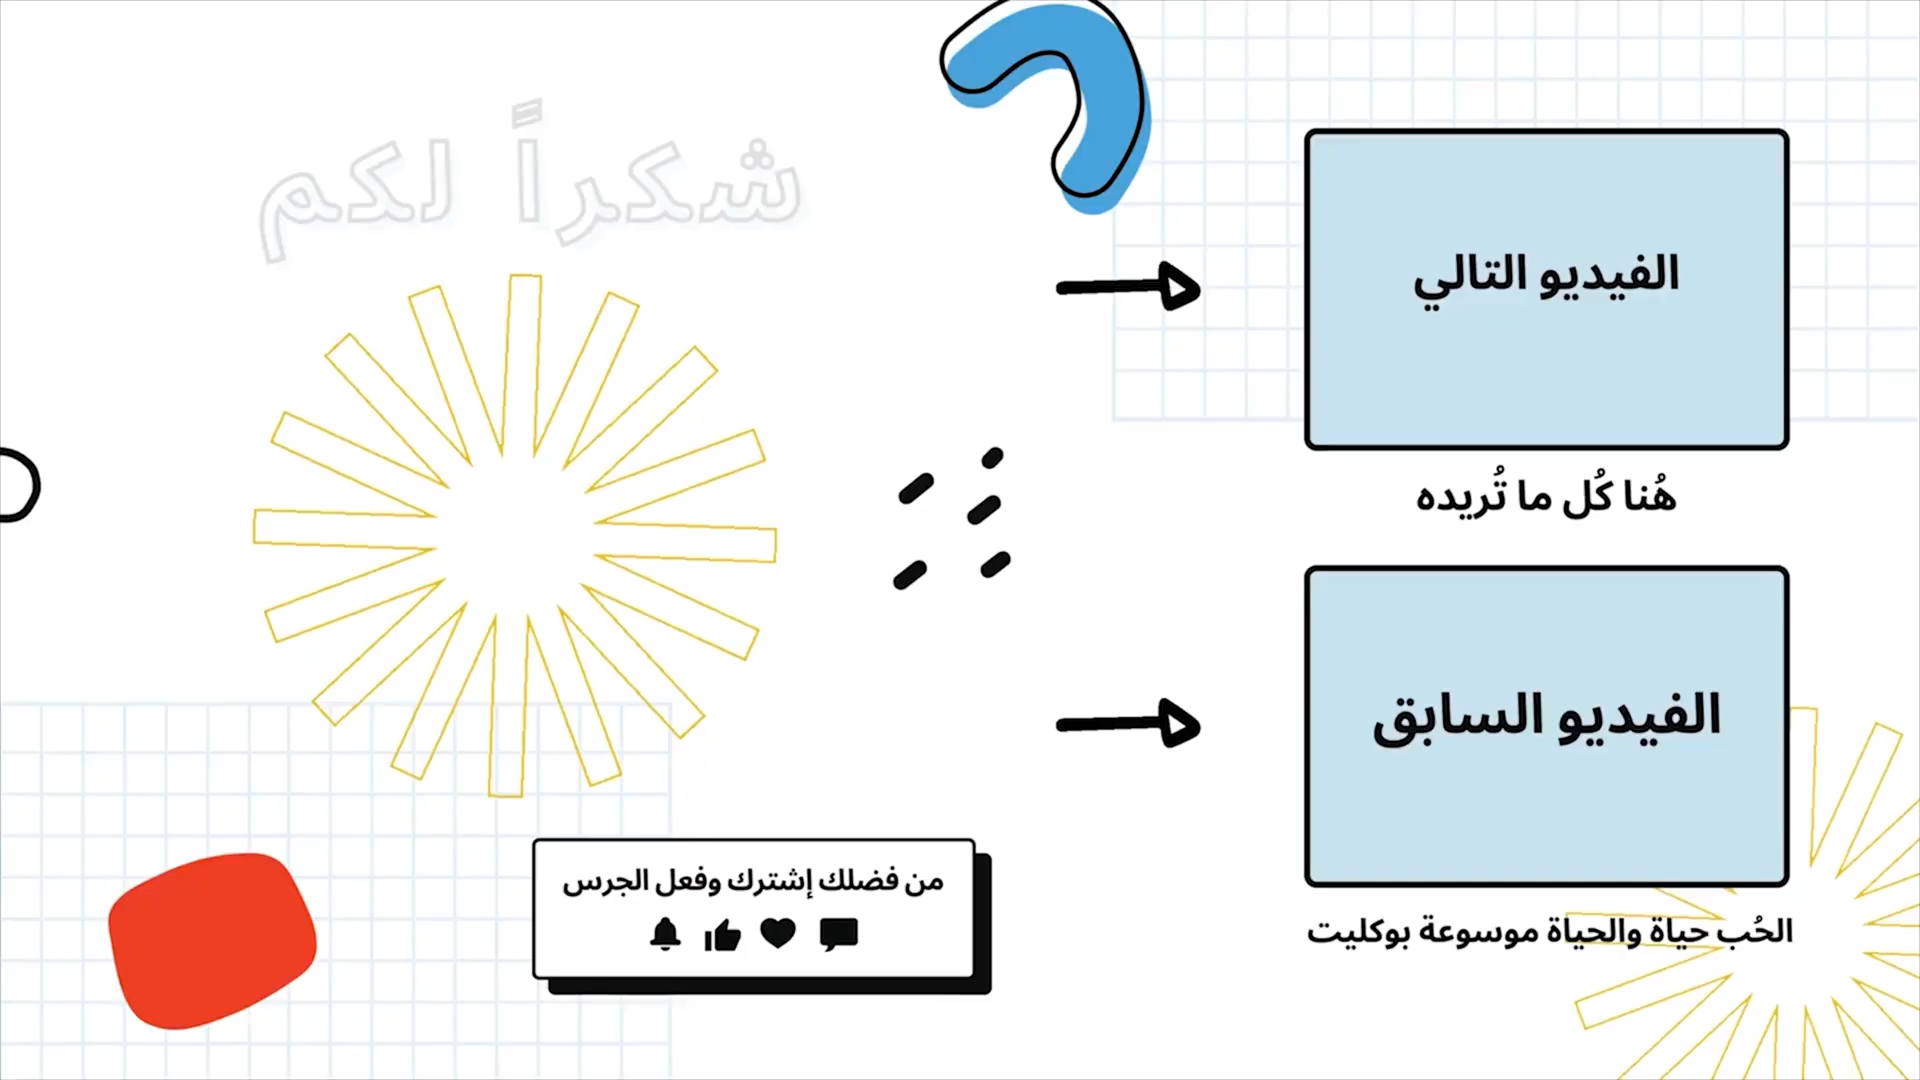 شكراً لكم
الفيديو التالي
هُنا كُل ما تُريده
الفيديو السابق
الحُب حياة والحياة موسوعة بوكليت
من فضلك إشترك وفعل الجرس